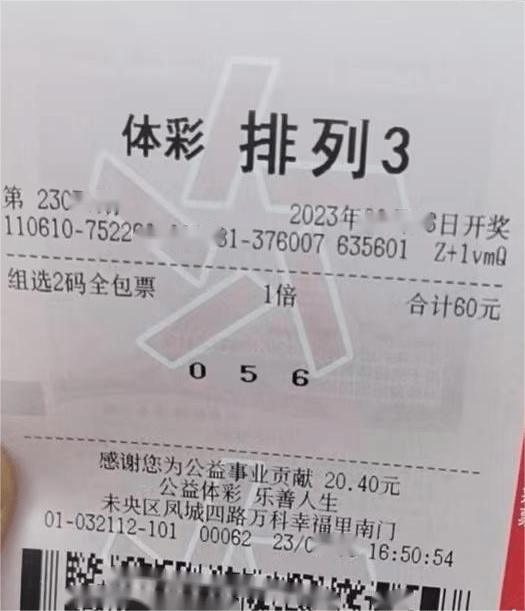 体彩 排列3
第 23 2023年 6日开奖
110610-7522 31-376007 635601 Z+1vmQ
组选2码全包票 1倍 合计60元
0 5 6
感谢您为公益事业贡献 20.40元
公益体彩 乐善人生
未央区凤城四路万科幸福里南门
01-032112-101 00062 23/ 16:50:54